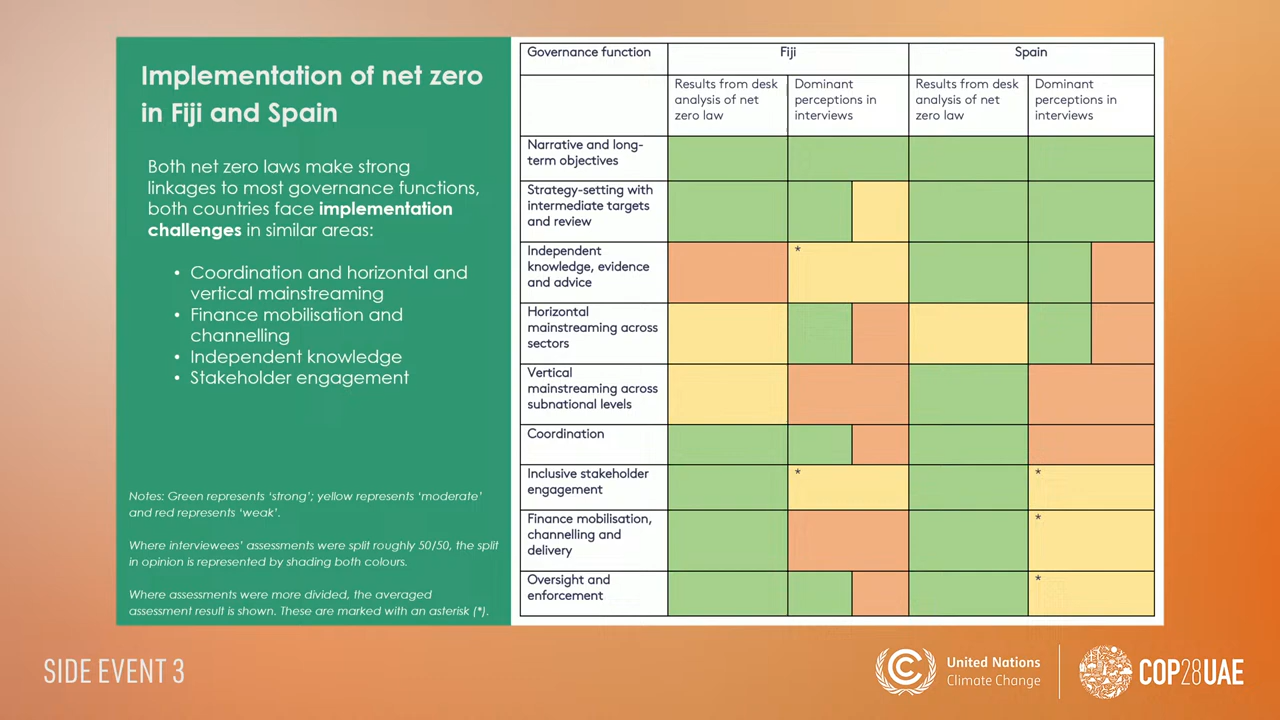 Implementation of net zero
in Fiji and Spain
Both net zero laws make strong
linkages to most governance functions,
both countries face implementation
challenges in similar areas:
• Coordination and horizontal and
vertical mainstreaming
• Finance mobilisation and
channelling
• Independent knowledge
• Stakeholder engagement
Notes: Green represents ‘strong’; yellow represents ‘moderate’
and red represents ‘weak’.
Where interviewees’ assessments were split roughly 50/50, the split
in opinion is represented by shading both colours.
Where assessments were more divided, the averaged
assessment result is shown. These are marked with an asterisk (*).
Governance function
Fiji
Spain
Results from desk
analysis of net
zero law
Dominant
perceptions in
interviews
Results from desk
analysis of net
zero law
Dominant
perceptions in
interviews
Narrative and long-
term objectives
Strategy-setting with
intermediate targets
and review
Independent
knowledge, evidence
and advice
*
Horizontal
mainstreaming across
sectors
Vertical
mainstreaming across
subnational levels
Coordination
Inclusive stakeholder
engagement
*
*
Finance mobilisation,
channelling and
delivery
*
Oversight and
enforcement
*
SIDE EVENT 3
United Nations
Climate Change
COP28UAE